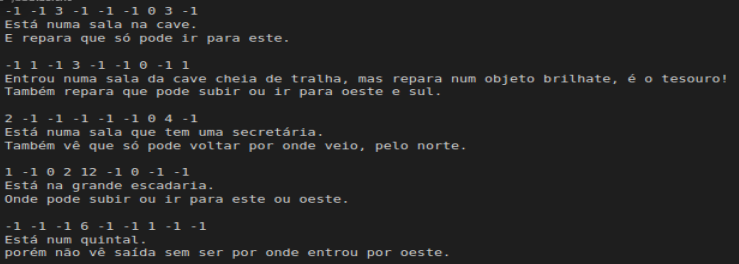 -1 -1 3 -1 -1 -1 0 3 -1
Está numa sala na cave.
E repara que só pode ir para este.
-1 1 -1 3 -1 -1 0 -1 1
Entrou numa sala da cave cheia de tralha, mas repara num objeto brilhate, é o tesouro!
Também repara que pode subir ou ir para oeste e sul.
2 -1 -1 -1 -1 -1 0 4 -1
Está numa sala que tem uma secretária.
Também vê que só pode voltar por onde veio, pelo norte.
1 -1 0 2 12 -1 0 -1 -1
Está na grande escadaria.
Onde pode subir ou ir para este ou oeste.
-1 -1 -1 6 -1 -1 1 -1 -1
Está num quintal.
porém não vê saída sem ser por onde entrou por oeste.